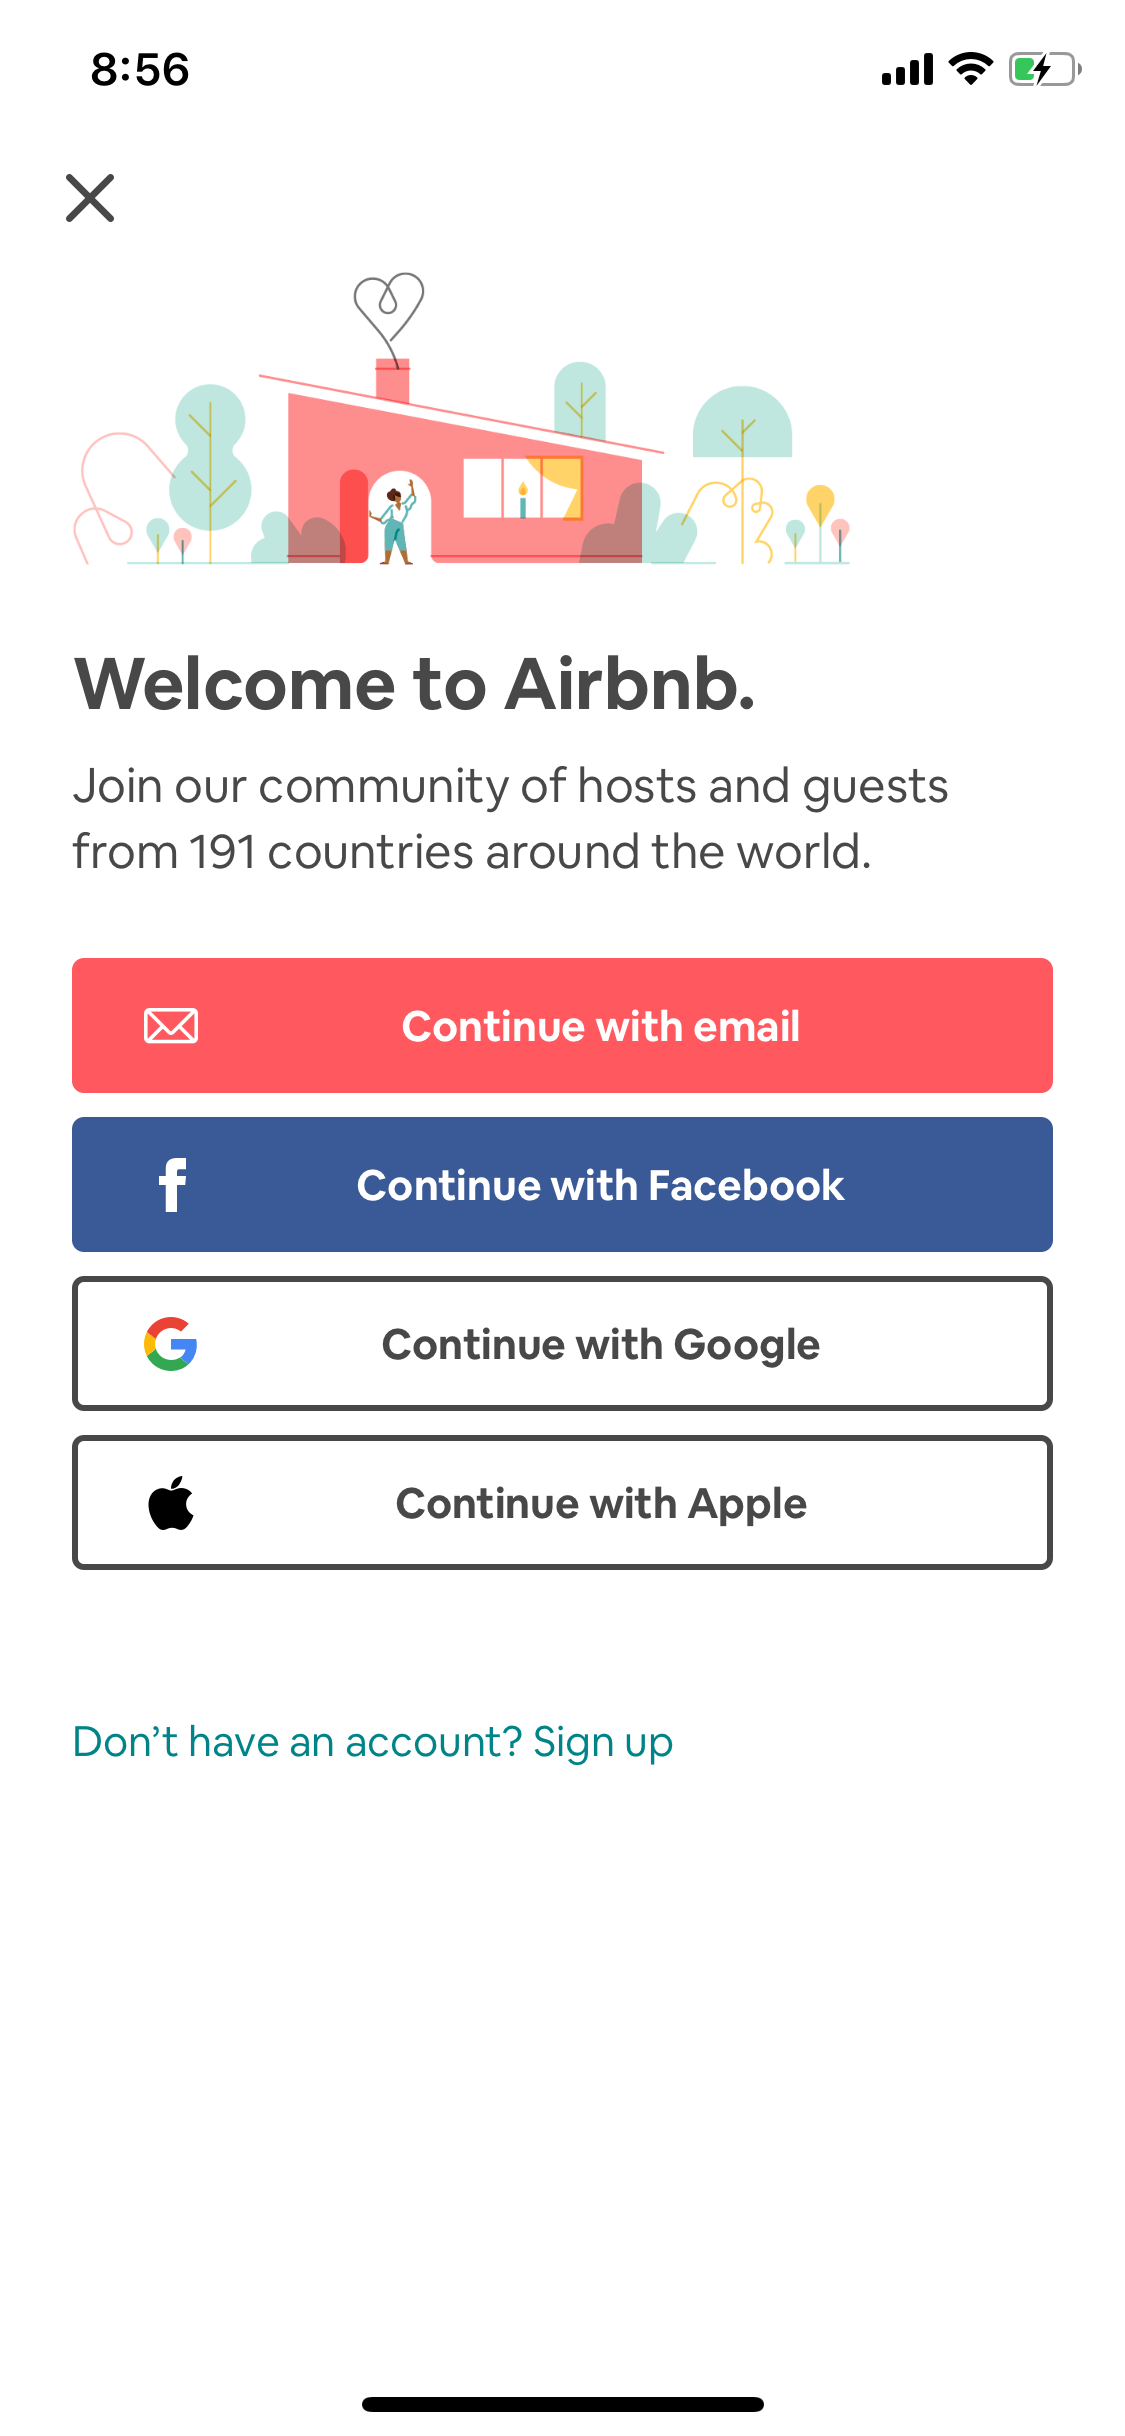 8:56
Welcome to Airbnb.
Join our community of hosts and guests
from 191 countries around the world.
Continue with email
Continue with Facebook
Continue with Google
Continue with Apple
Don’t have an account? Sign up